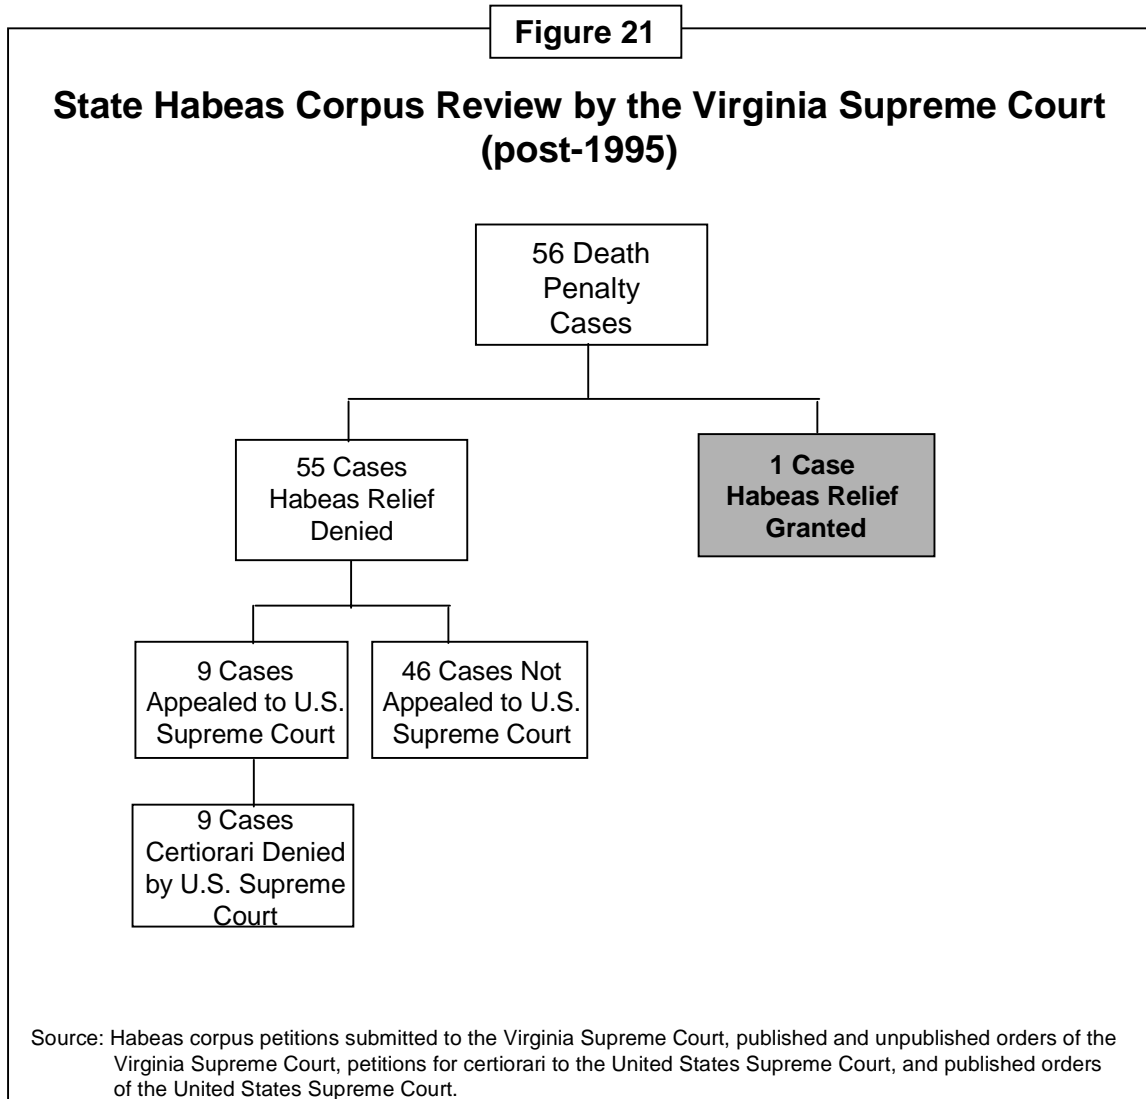 Figure 21
State Habeas Corpus Review by the Virginia Supreme Court
(post-1995)
56 Death
Penalty
Cases
55 Cases
Habeas Relief
Denied
1 Case
Habeas Relief
Granted
9 Cases
Appealed to U.S.
Supreme Court
46 Cases Not
Appealed to U.S.
Supreme Court
9 Cases
Certiorari Denied
by U.S. Supreme
Court
Source: Habeas corpus petitions submitted to the Virginia Supreme Court, published and unpublished orders of the
Virginia Supreme Court, petitions for certiorari to the United States Supreme Court, and published orders
of the United States Supreme Court.